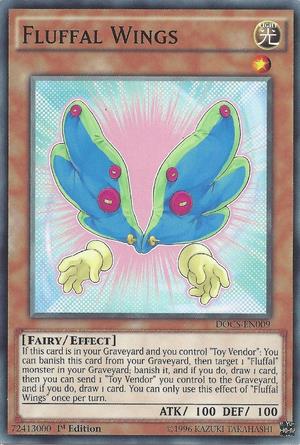 Fluffal Wings
LIGHT
光
DOCS-EN009
[FAIRY/EFFECT]
If this card is in your Graveyard and you control "Toy Vendor": You
can banish this card from your Graveyard, then target 1 "Fluffal"
monster in your Graveyard; banish it, and if you do, draw 1 card,
then you can send 1 "Toy Vendor" you control to the Graveyard,
and if you do, draw 1 card. You can only use this effect of "Fluffal
Wings" once per turn.
ATK/ 100 DEF/ 100
72413000 1st Edition ©1996 KAZUKI TAKAHASHI